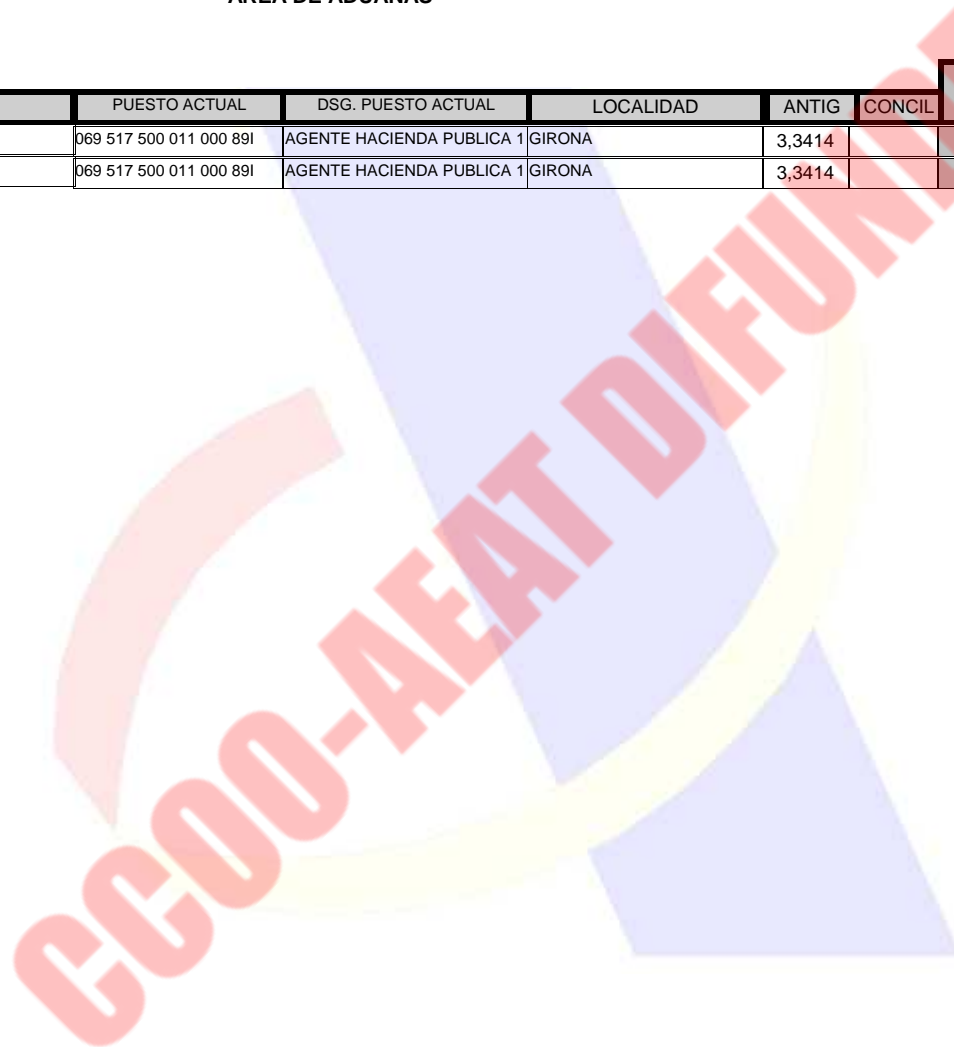 ÁREA DE ADUANAS
PUESTO ACTUAL DSG. PUESTO ACTUAL LOCALIDAD ANTIG CONCIL
069 517 500 011 000 89I AGENTE HACIENDA PUBLICA 1 GIRONA 3,3414
069 517 500 011 000 89I AGENTE HACIENDA PUBLICA 1 GIRONA 3,3414
CCOO-AEAT DIFUND